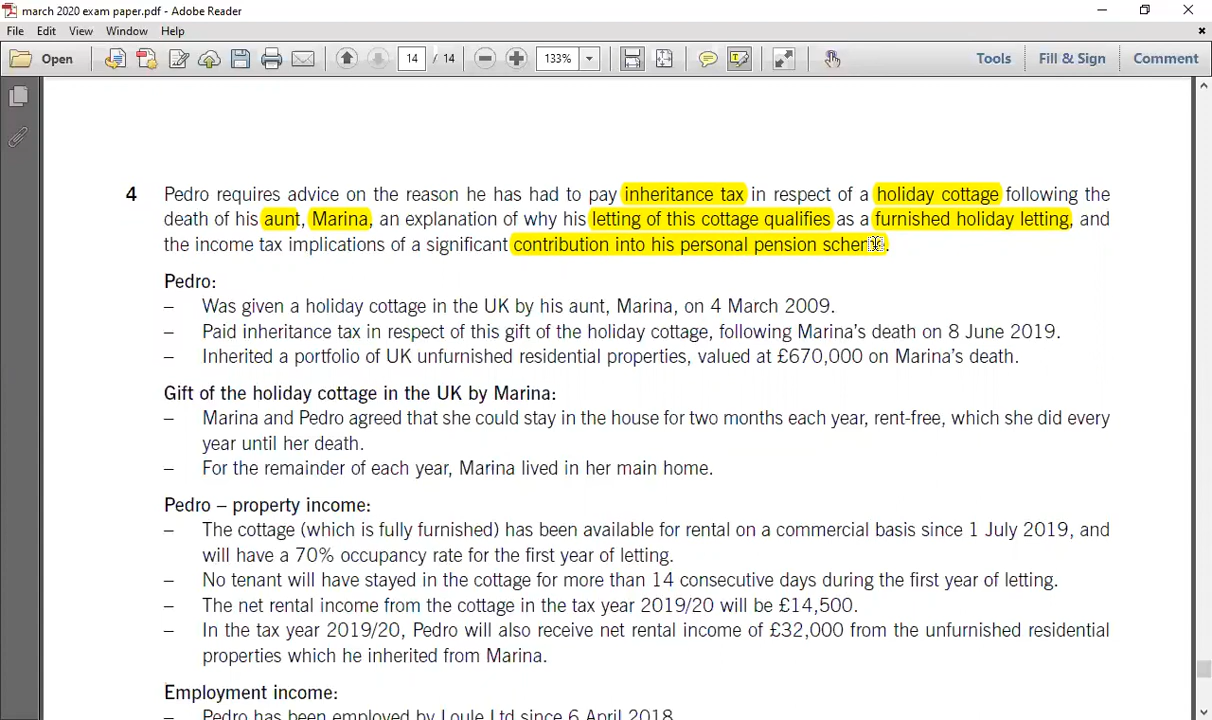 march 2020 exam paper.pdf - Adobe Reader
File Edit View Window Help
Open 14 / 14 133% Tools Fill & Sign Comment
4 Pedro requires advice on the reason he has had to pay inheritance tax in respect of a holiday cottage following the
death of his aunt, Marina, an explanation of why his letting of this cottage qualifies as a furnished holiday letting, and
the income tax implications of a significant contribution into his personal pension scheme.
Pedro:
– Was given a holiday cottage in the UK by his aunt, Marina, on 4 March 2009.
– Paid inheritance tax in respect of this gift of the holiday cottage, following Marina's death on 8 June 2019.
– Inherited a portfolio of UK unfurnished residential properties, valued at £670,000 on Marina's death.
Gift of the holiday cottage in the UK by Marina:
– Marina and Pedro agreed that she could stay in the house for two months each year, rent-free, which she did every
year until her death.
– For the remainder of each year, Marina lived in her main home.
Pedro – property income:
– The cottage (which is fully furnished) has been available for rental on a commercial basis since 1 July 2019, and
will have a 70% occupancy rate for the first year of letting.
– No tenant will have stayed in the cottage for more than 14 consecutive days during the first year of letting.
– The net rental income from the cottage in the tax year 2019/20 will be £14,500.
– In the tax year 2019/20, Pedro will also receive net rental income of £32,000 from the unfurnished residential
properties which he inherited from Marina.
Employment income:
– Pedro has been employed by Loule Ltd since 6 April 2018.